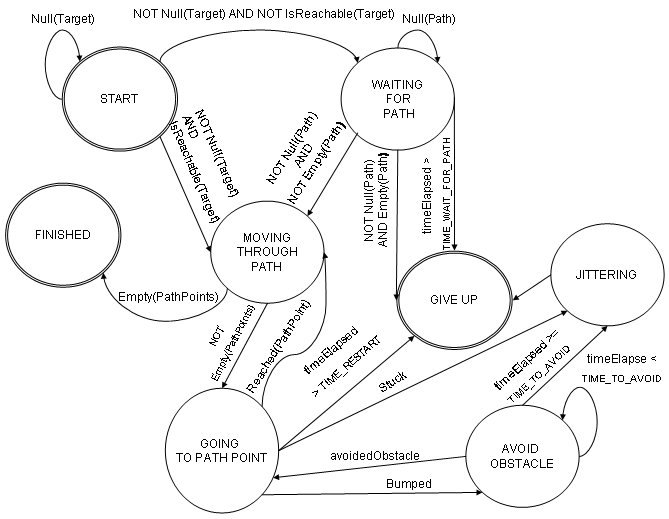 NOT Null(Target) AND NOT IsReachable(Target)
Null(Target)
Null(Path)
START
WAITING
FOR
PATH
NOT Null(Target)
AND
IsReachable(Target)
NOT Null(Path)
AND
NOT Empty(Path)
NOT Null(Path)
AND Empty(Path)
timeElapsed >
TIME_WAIT_FOR_PATH
FINISHED
MOVING
THROUGH
PATH
GIVE UP
JITTERING
Empty(PathPoints)
NOT
Empty(PathPoints)
Reached(PathPoint)
timeElapsed
> TIME_RESTART
Stuck
timeElapsed >=
TIME_TO_AVOID
timeElapse <
TIME_TO_AVOID
GOING
TO PATH POINT
avoidedObstacle
Bumped
AVOID
OBSTACLE